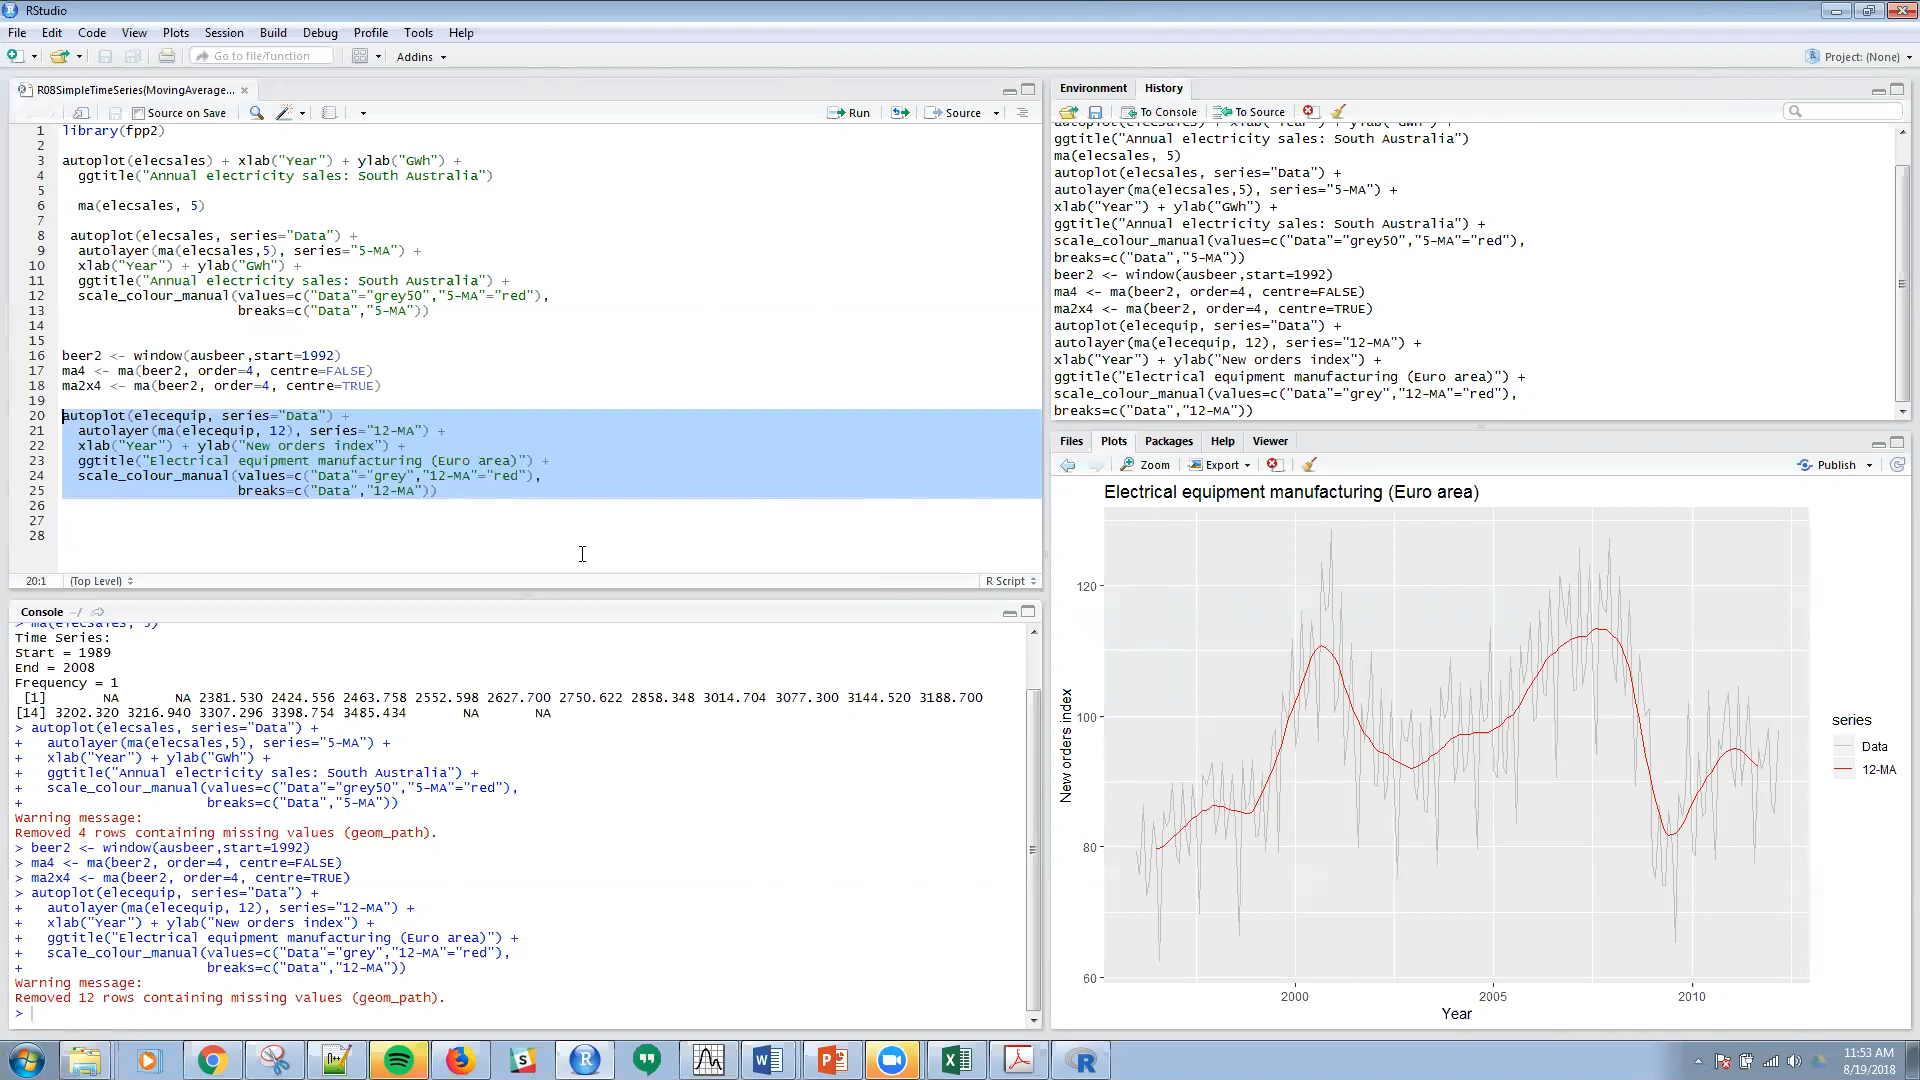 RStudio
File Edit Code View Plots Session Build Debug Profile Tools Help
Go to file/function Addins Project: (None)
R08SimpleTimeSeries(MovingAverage...
Source on Save Run Source
1 library(fpp2)
2
3 autoplot(elecsales) + xlab("Year") + ylab("GWh") +
4 ggtitle("Annual electricity sales: South Australia")
5
6 ma(elecsales, 5)
7
8 autoplot(elecsales, series="Data") +
9 autolayer(ma(elecsales,5), series="5-MA") +
10 xlab("Year") + ylab("GWh") +
11 ggtitle("Annual electricity sales: South Australia") +
12 scale_colour_manual(values=c("Data"="grey50","5-MA"="red"),
13 breaks=c("Data","5-MA"))
14
15
16 beer2 <- window(ausbeer,start=1992)
17 ma4 <- ma(beer2, order=4, centre=FALSE)
18 ma2x4 <- ma(beer2, order=4, centre=TRUE)
19
20 autoplot(elecequip, series="Data") +
21 autolayer(ma(elecequip, 12), series="12-MA") +
22 xlab("Year") + ylab("New orders index") +
23 ggtitle("Electrical equipment manufacturing (Euro area)") +
24 scale_colour_manual(values=c("Data"="grey","12-MA"="red"),
25 breaks=c("Data","12-MA"))
26
27
28
20:1 (Top Level) R Script
Console ~/
> ma(elecsales, 5)
Time Series:
Start = 1989
End = 2008
Frequency = 1
[1] NA NA 2381.530 2424.556 2463.758 2552.598 2627.700 2750.622 2858.348 3014.704 3077.300 3144.520 3188.700
[14] 3202.320 3216.940 3307.296 3398.754 3485.434 NA NA
> autoplot(elecsales, series="Data") +
+ autolayer(ma(elecsales,5), series="5-MA") +
+ xlab("Year") + ylab("GWh") +
+ ggtitle("Annual electricity sales: South Australia") +
+ scale_colour_manual(values=c("Data"="grey50","5-MA"="red"),
+ breaks=c("Data","5-MA"))
Warning message:
Removed 4 rows containing missing values (geom_path).
> beer2 <- window(ausbeer,start=1992)
> ma4 <- ma(beer2, order=4, centre=FALSE)
> ma2x4 <- ma(beer2, order=4, centre=TRUE)
> autoplot(elecequip, series="Data") +
+ autolayer(ma(elecequip, 12), series="12-MA") +
+ xlab("Year") + ylab("New orders index") +
+ ggtitle("Electrical equipment manufacturing (Euro area)") +
+ scale_colour_manual(values=c("Data"="grey","12-MA"="red"),
+ breaks=c("Data","12-MA"))
Warning message:
Removed 12 rows containing missing values (geom_path).
>
Environment History
To Console To Source
autoplot(elecsales) + xlab("Year") + ylab("GWh") +
ggtitle("Annual electricity sales: South Australia")
ma(elecsales, 5)
autoplot(elecsales, series="Data") +
autolayer(ma(elecsales,5), series="5-MA") +
xlab("Year") + ylab("GWh") +
ggtitle("Annual electricity sales: South Australia") +
scale_colour_manual(values=c("Data"="grey50","5-MA"="red"),
breaks=c("Data","5-MA"))
beer2 <- window(ausbeer,start=1992)
ma4 <- ma(beer2, order=4, centre=FALSE)
ma2x4 <- ma(beer2, order=4, centre=TRUE)
autoplot(elecequip, series="Data") +
autolayer(ma(elecequip, 12), series="12-MA") +
xlab("Year") + ylab("New orders index") +
ggtitle("Electrical equipment manufacturing (Euro area)") +
scale_colour_manual(values=c("Data"="grey","12-MA"="red"),
breaks=c("Data","12-MA"))
Files Plots Packages Help Viewer
Zoom Export Publish
Electrical equipment manufacturing (Euro area)
120
100
80
60
New orders index
2000 2005 2010
Year
series
Data
12-MA
11:53 AM
8/19/2018